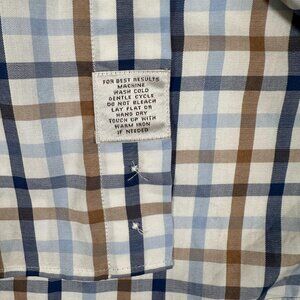 FOR BEST RESULTS
MACHINE
WASH COLD
GENTLE CYCLE
DO NOT BLEACH
LAY FLAT OR
HANG DRY
TOUCH UP WITH
WARM IRON
IF NEEDED